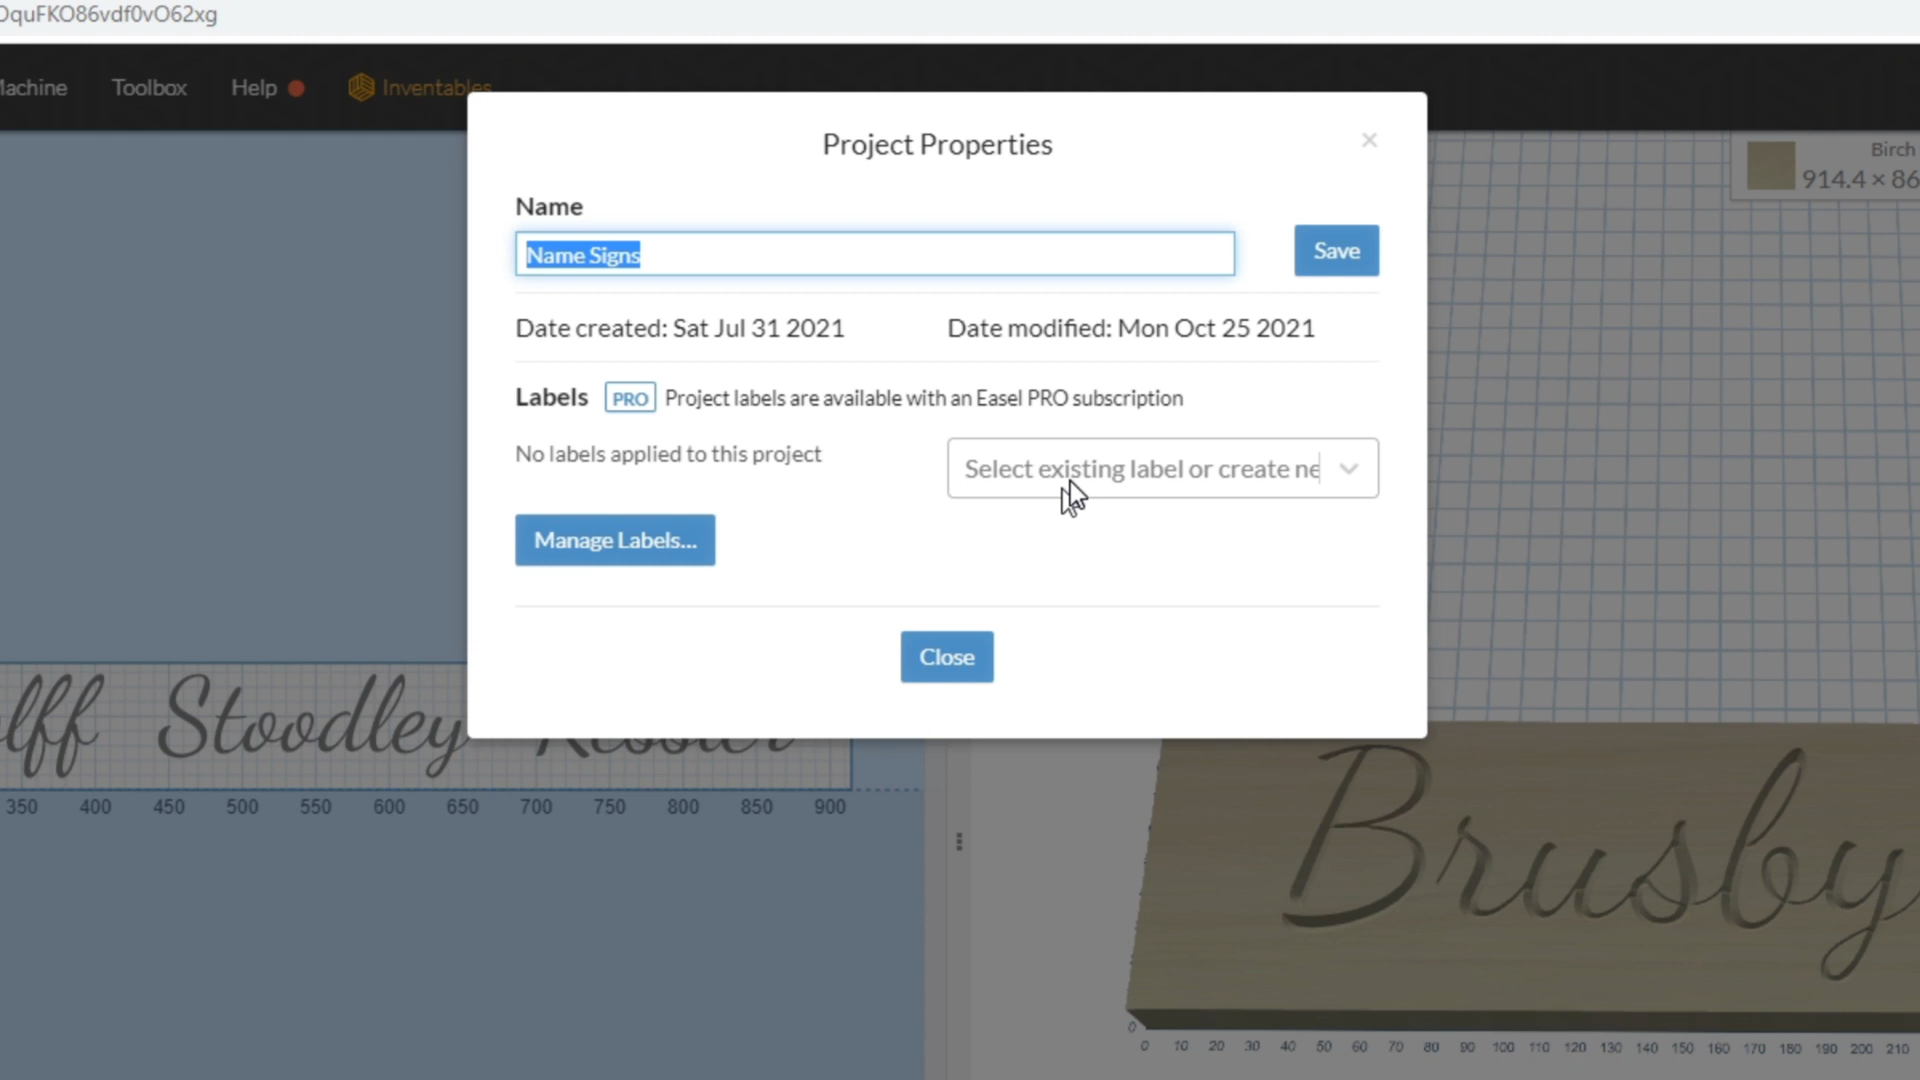 OquFKO86vdf0vO62xg
Machine Toolbox Help Inventables
Project Properties ×
Birch
914.4 × 86
Name
Name Signs
Save
Date created: Sat Jul 31 2021 Date modified: Mon Oct 25 2021
Labels PRO Project labels are available with an Easel PRO subscription
No labels applied to this project
Select existing label or create ne
Manage Labels...
Close
lff Stoodley
350 400 450 500 550 600 650 700 750 800 850 900
Brusby
0
0 10 20 30 40 50 60 70 80 90 100 110 120 130 140 150 160 170 180 190 200 210